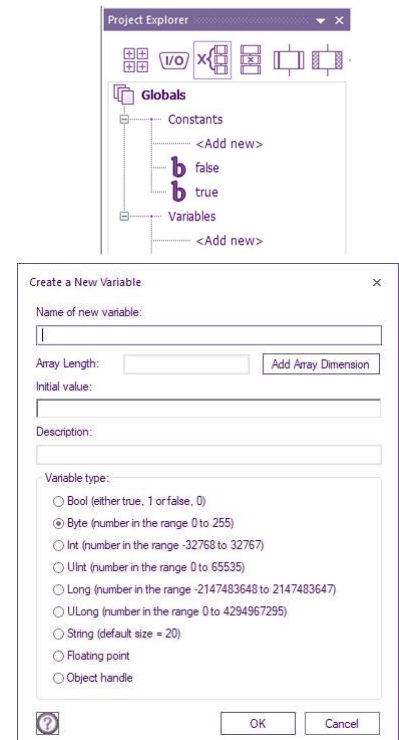 Project Explorer
I/O
X
x
Globals
Constants
<Add new>
b false
b true
Variables
<Add new>
Create a New Variable
Name of new variable:
Array Length:
Add Array Dimension
Initial value:
Description:
Variable type:
Bool (either true, 1 or false, 0)
Byte (number in the range 0 to 255)
Int (number in the range -32768 to 32767)
UInt (number in the range 0 to 65535)
Long (number in the range -2147483648 to 2147483647)
ULong (number in the range 0 to 4294967295)
String (default size = 20)
Floating point
Object handle
? OK Cancel